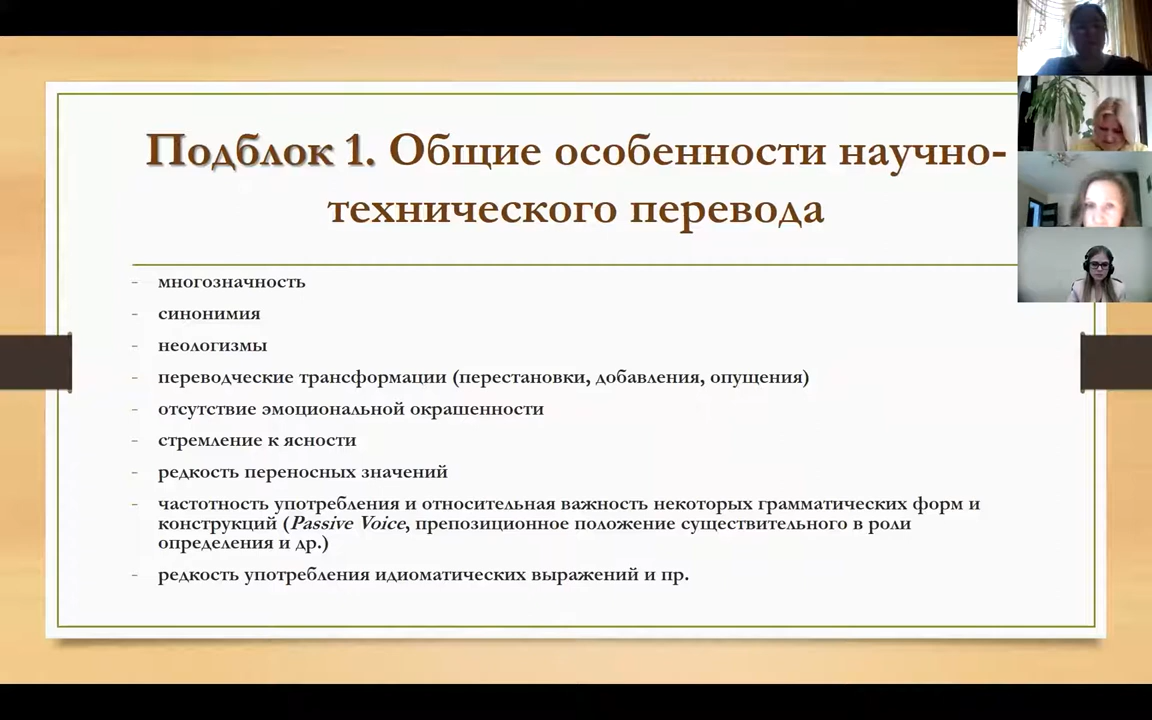 Подблок 1. Общие особенности научно-
технического перевода
- многозначность
- синонимия
- неологизмы
- переводческие трансформации (перестановки, добавления, опущения)
- отсутствие эмоциональной окрашенности
- стремление к ясности
- редкость переносных значений
- частотность употребления и относительная важность некоторых грамматических форм и
конструкций (Passive Voice, препозиционное положение существительного в роли
определения и др.)
- редкость употребления идиоматических выражений и пр.